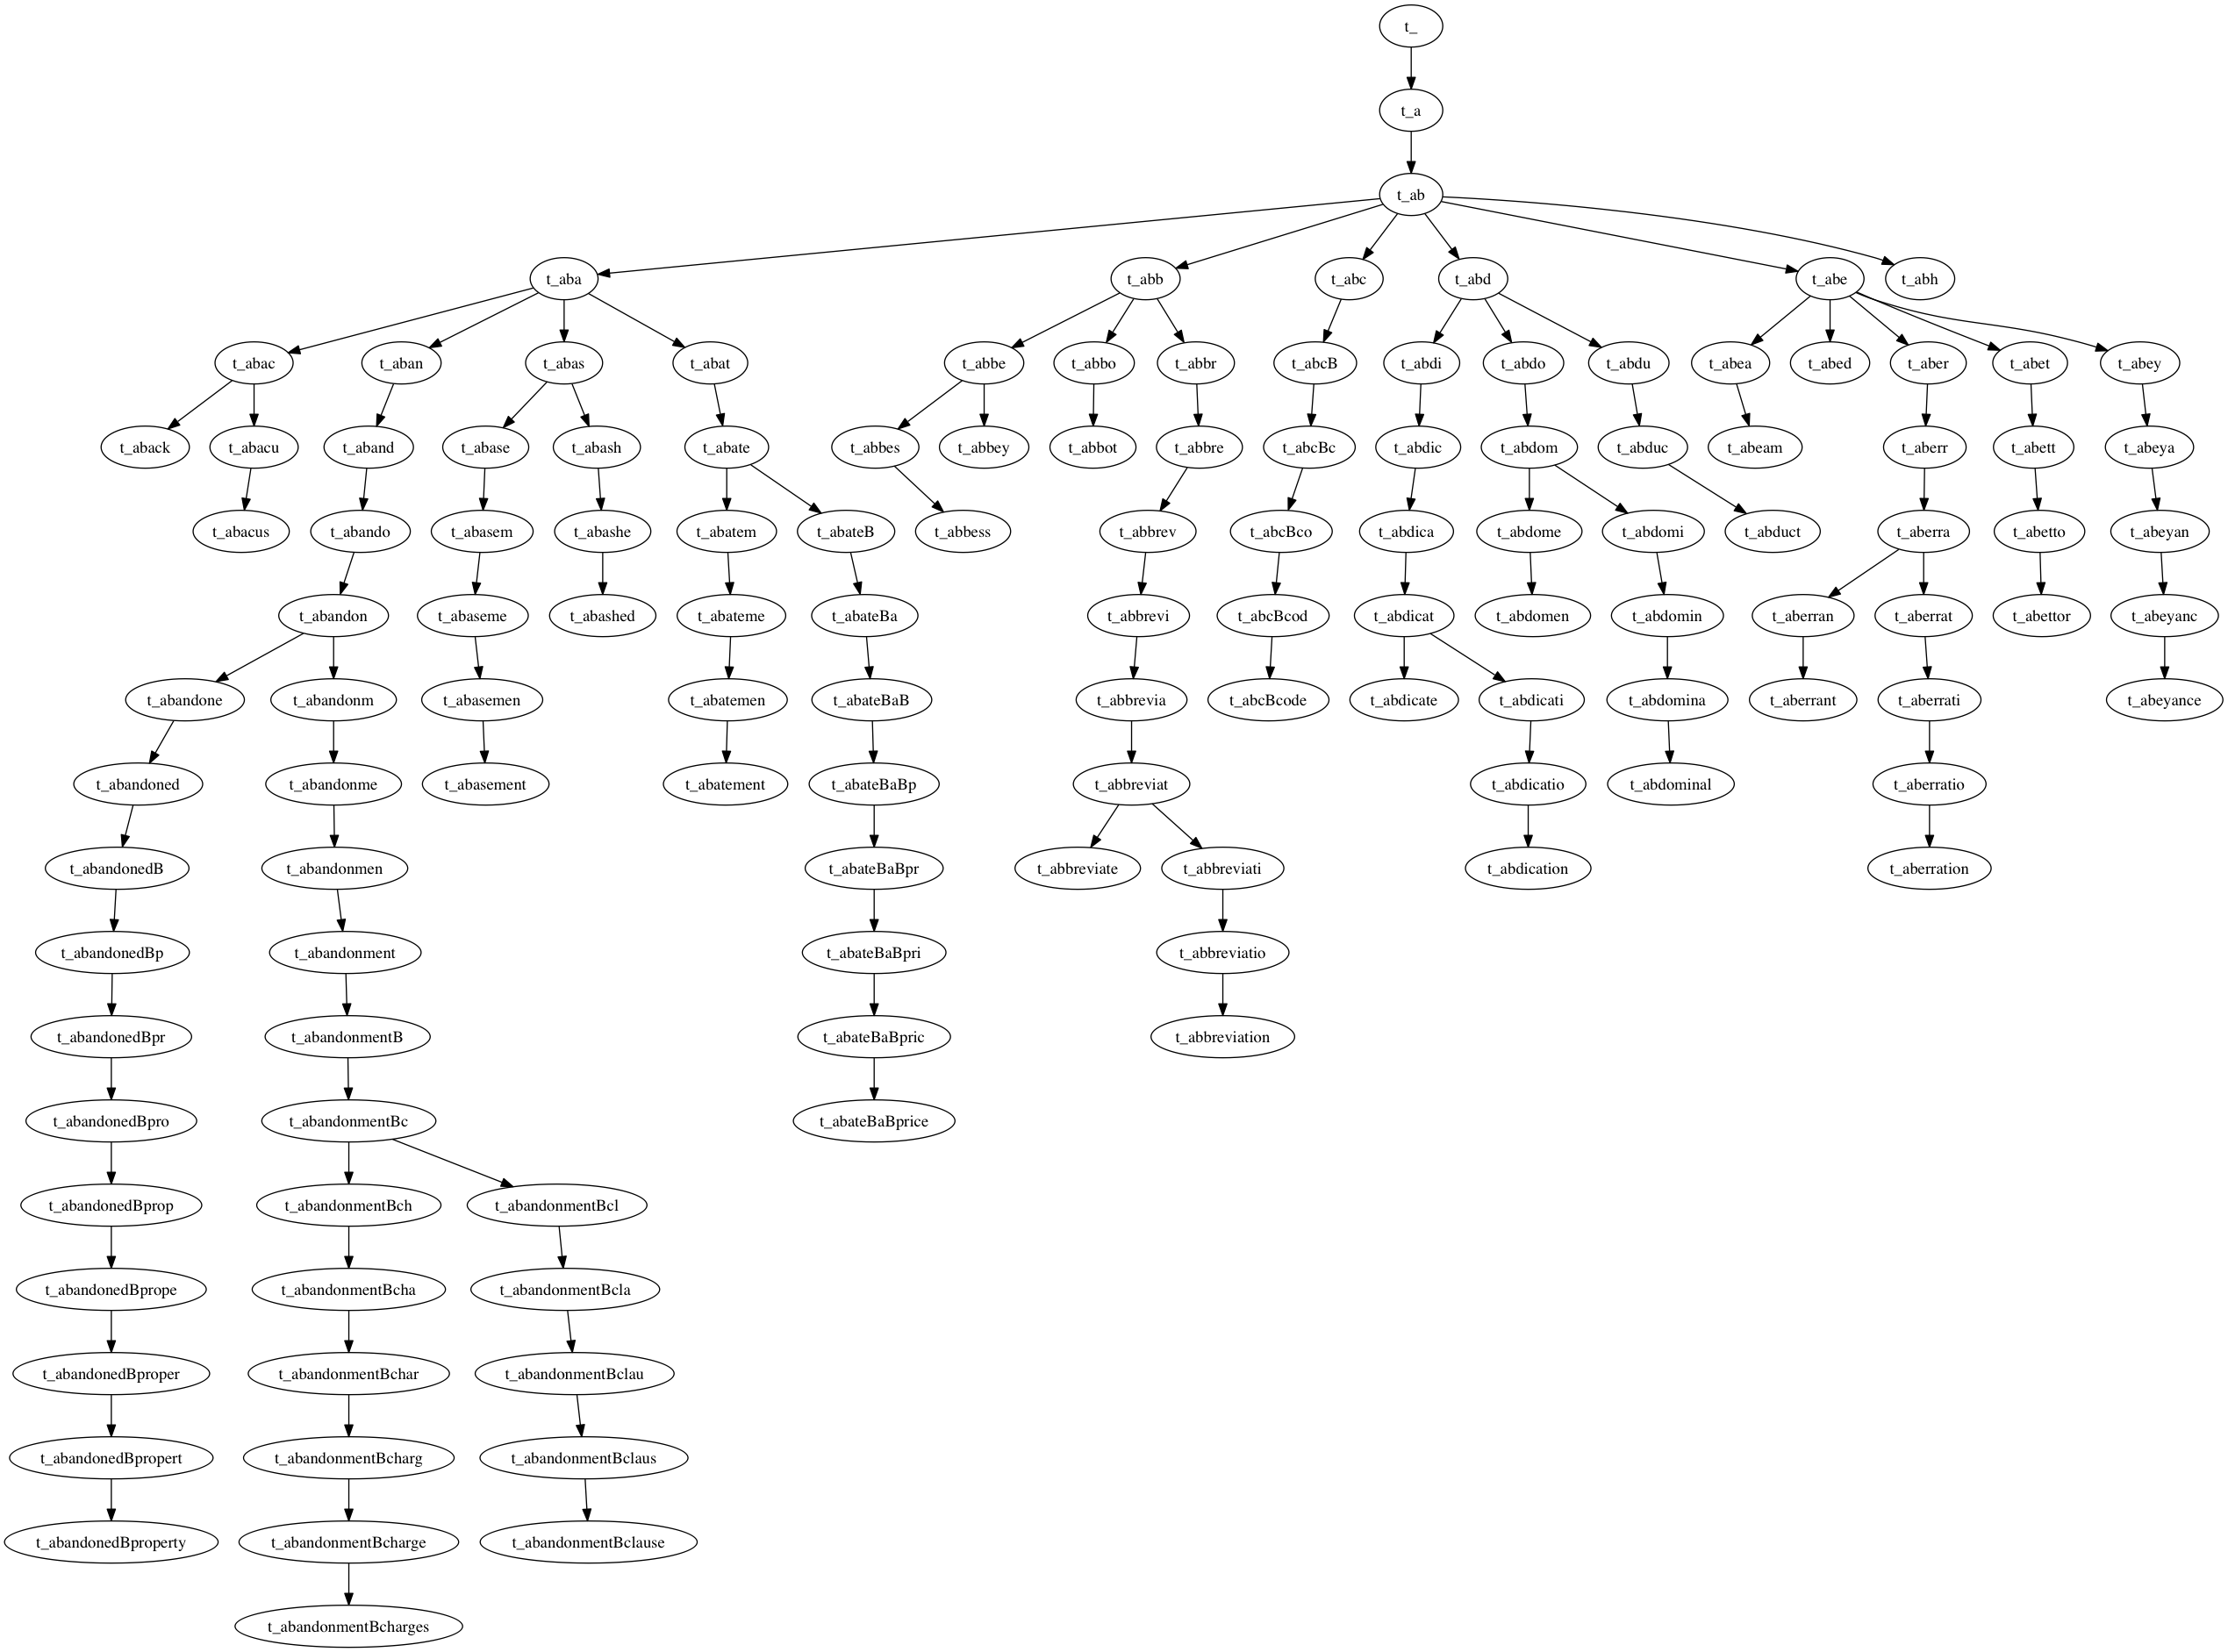 t_
t_a
t_ab
t_aba t_abb t_abc t_abd t_abe t_abh
t_abac t_aban t_abas t_abat t_abbe t_abbo t_abbr t_abcB t_abdi t_abdo t_abdu t_abea t_abed t_aber t_abet t_abey
t_aback t_abacu t_aband t_abase t_abash t_abate t_abbes t_abbey t_abbot t_abbre t_abcBc t_abdic t_abdom t_abduc t_abeam t_aberr t_abett t_abeya
t_abacus t_abando t_abasem t_abashe t_abatem t_abateB t_abbess t_abbrev t_abcBco t_abdica t_abdome t_abdomi t_abduct t_aberra t_abetto t_abeyan
t_abandon t_abaseme t_abashed t_abateme t_abateBa t_abbrevi t_abcBcod t_abdicat t_abdomen t_abdomin t_aberran t_aberrat t_abettor t_abeyanc
t_abandone t_abandonm t_abasemen t_abatemen t_abateBaB t_abbrevia t_abcBcode t_abdicate t_abdicati t_abdomina t_aberrant t_aberrati t_abeyance
t_abandoned t_abandonme t_abasement t_abatement t_abateBaBp t_abbreviat t_abdicatio t_abdominal t_aberratio
t_abandonedB t_abandonmen t_abateBaBpr t_abbreviate t_abbreviati t_abdication t_aberration
t_abandonedBp t_abandonment t_abateBaBpri t_abbreviatio
t_abandonedBpr t_abandonmentB t_abateBaBpric t_abbreviation
t_abandonedBpro t_abandonmentBc t_abateBaBprice
t_abandonedBprop t_abandonmentBch t_abandonmentBcl
t_abandonedBprope t_abandonmentBcha t_abandonmentBcla
t_abandonedBproper t_abandonmentBchar t_abandonmentBclau
t_abandonedBpropert t_abandonmentBcharg t_abandonmentBclaus
t_abandonedBproperty t_abandonmentBcharge t_abandonmentBclause
t_abandonmentBcharges